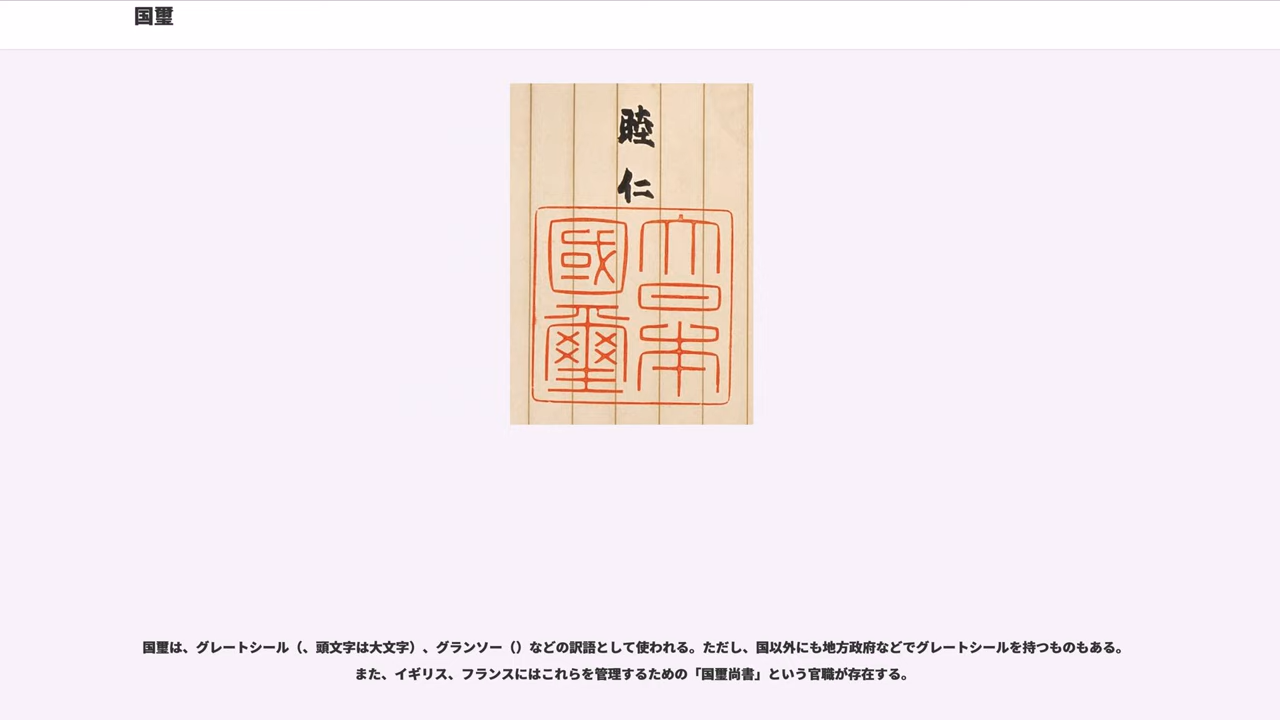 国璽
睦
仁
大日本
國璽
国璽は、グレートシール（、頭文字は大文字）、グランソー（）などの訳語として使われる。ただし、国以外にも地方政府などでグレートシールを持つものもある。
また、イギリス、フランスにはこれらを管理するための「国璽尚書」という官職が存在する。